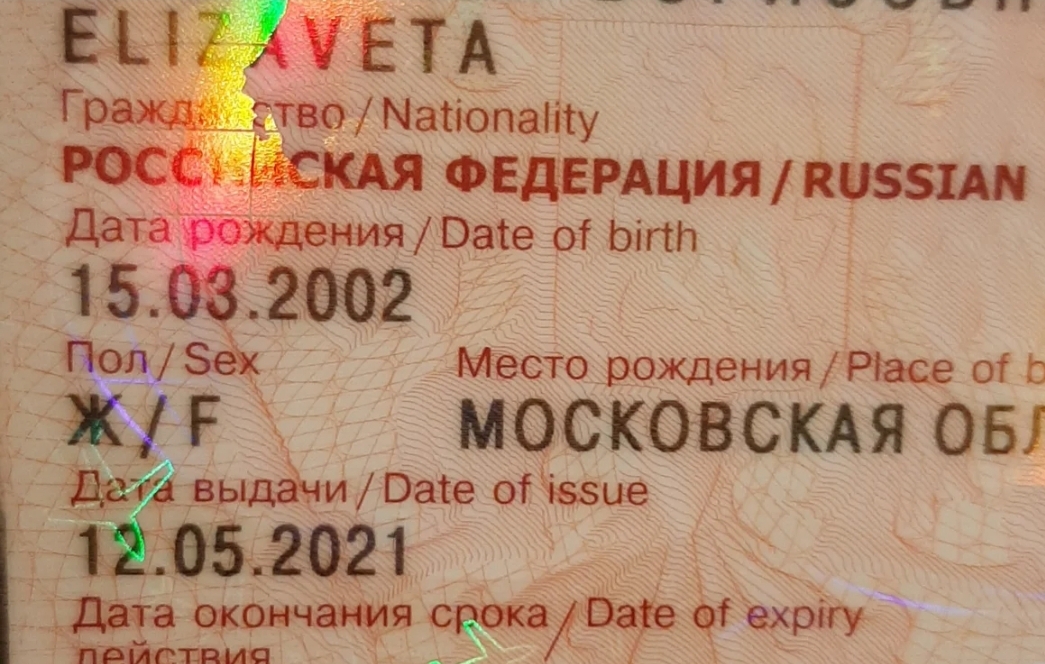 ELIZAVETA
Гражданство / Nationality
РОССИЙСКАЯ ФЕДЕРАЦИЯ / RUSSIAN
Дата рождения / Date of birth
15.03.2002
Пол / Sex Место рождения / Place of b
Ж / F МОСКОВСКАЯ ОБЛ
Дата выдачи / Date of issue
12.05.2021
Дата окончания срока / Date of expiry
действия